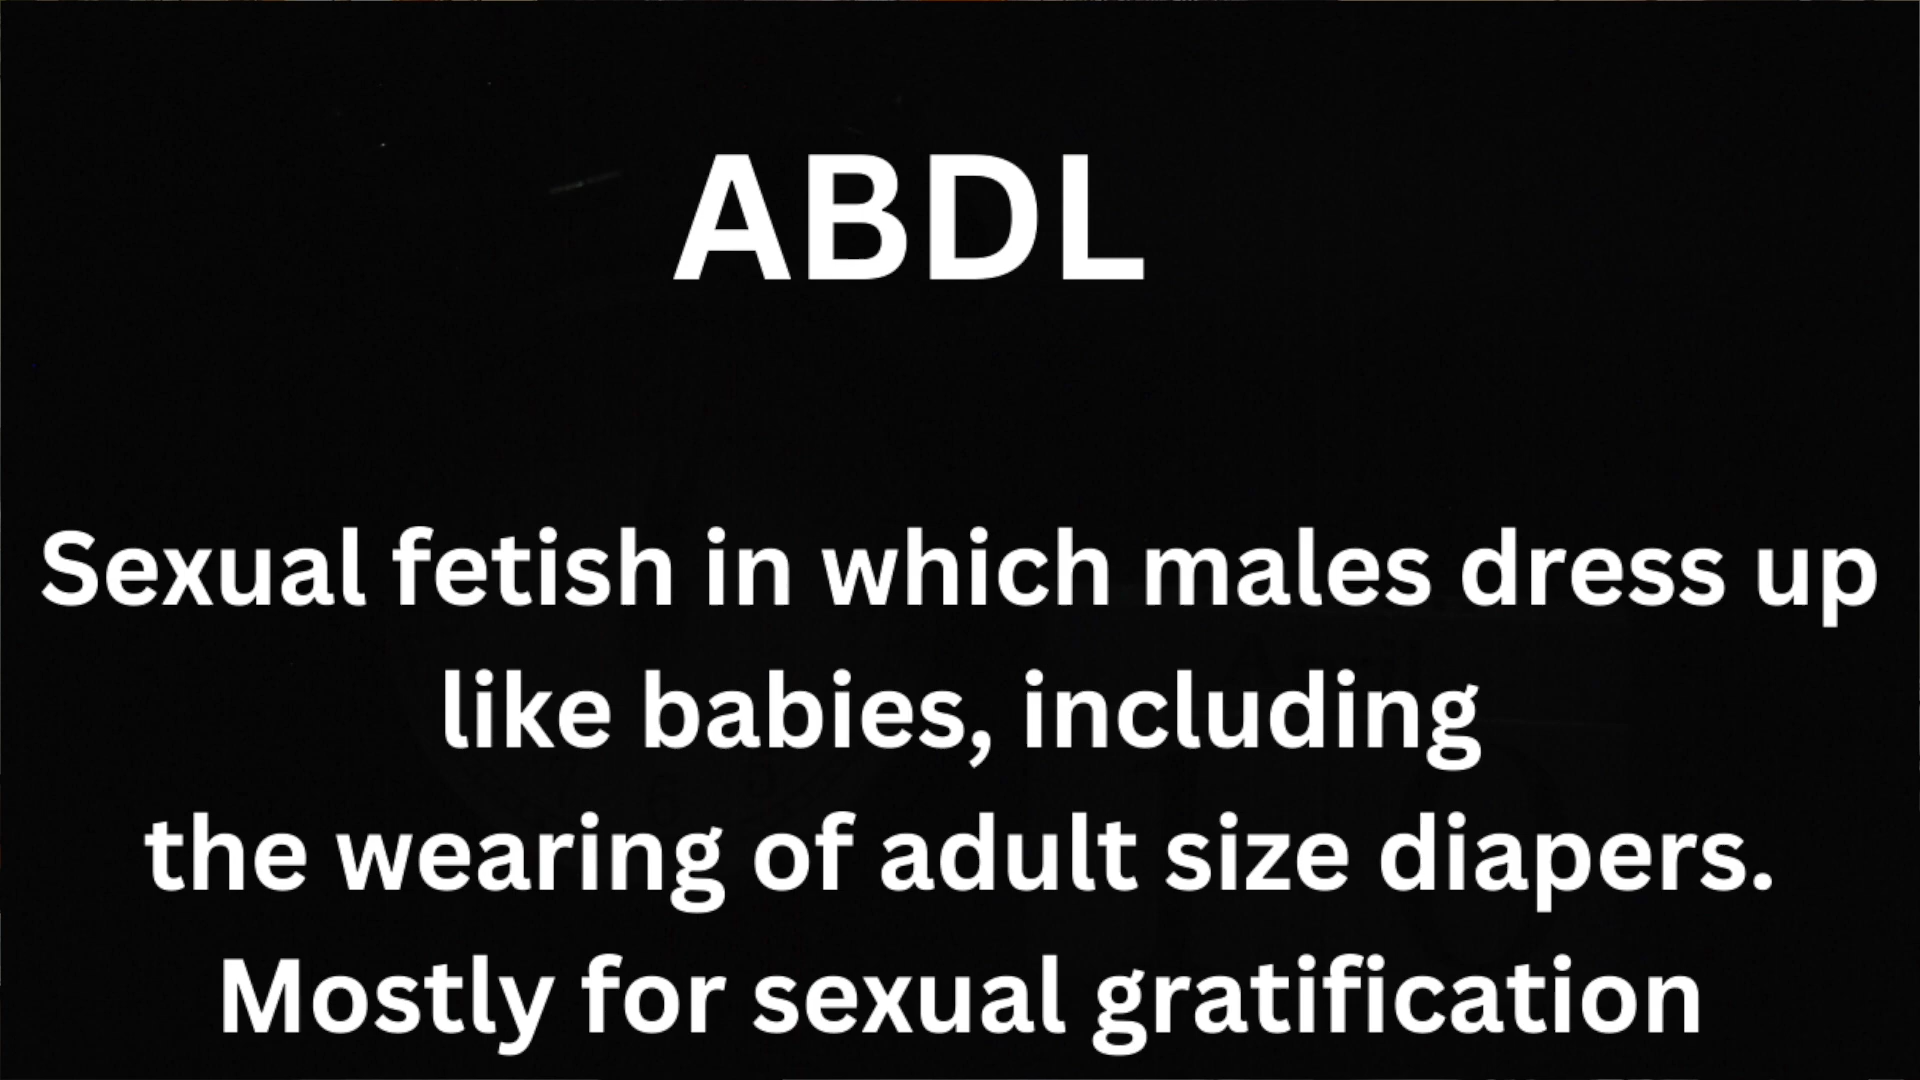 ABDL
Sexual fetish in which males dress up
like babies, including
the wearing of adult size diapers.
Mostly for sexual gratification